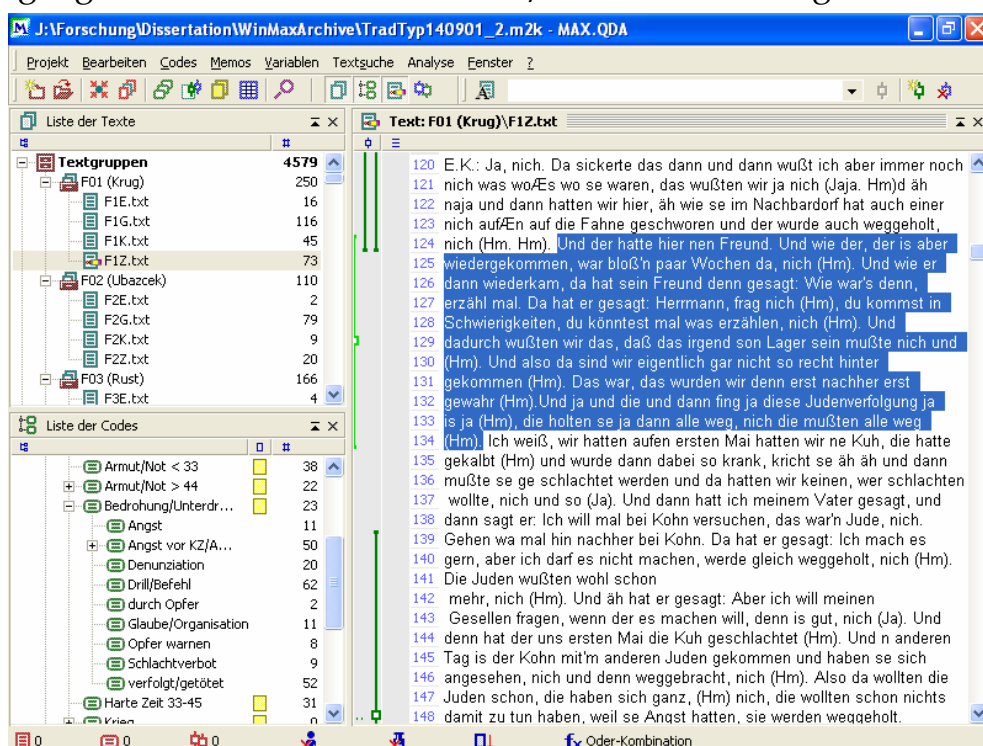 J:\Forschung\Dissertation\WinMaxArchive\TradTyp140901_2.m2k - MAX.QDA
Projekt Bearbeiten Codes Memos Variablen Textsuche Analyse Fenster ?
Liste der Texte
#
Textgruppen 4579
F01 (Krug) 250
F1E.txt 16
F1G.txt 116
F1K.txt 45
F1Z.txt 73
F02 (Ubazcek) 110
F2E.txt 2
F2G.txt 79
F2K.txt 9
F2Z.txt 20
F03 (Rust) 166
F3E.txt 4
Liste der Codes
#
Armut/Not < 33 38
Armut/Not > 44 22
Bedrohung/Unterdr... 23
Angst 11
Angst vor KZ/A... 50
Denunziation 20
Drill/Befehl 62
durch Opfer 2
Glaube/Organisation 11
Opfer warnen 8
Schlachtverbot 9
verfolgt/getötet 52
Harte Zeit 33-45 31
Krieg 0
Text: F01 (Krug)\F1Z.txt
120 E.K.: Ja, nich. Da sickerte das dann und dann wußt ich aber immer noch
121 nich was woÆs wo se waren, das wußten wir ja nich (Jaja. Hm)d äh
122 naja und dann hatten wir hier, äh wie se im Nachbardorf hat auch einer
123 nich aufÆn auf die Fahne geschworen und der wurde auch weggeholt,
124 nich (Hm. Hm). Und der hatte hier nen Freund. Und wie der, der is aber
125 wiedergekommen, war bloß'n paar Wochen da, nich (Hm). Und wie er
126 dann wiederkam, da hat sein Freund denn gesagt: Wie war's denn,
127 erzähl mal. Da hat er gesagt: Herrmann, frag nich (Hm), du kommst in
128 Schwierigkeiten, du könntest mal was erzählen, nich (Hm). Und
129 dadurch wußten wir das, daß das irgend son Lager sein mußte nich und
130 (Hm). Und also da sind wir eigentlich gar nicht so recht hinter
131 gekommen (Hm). Das war, das wurden wir denn erst nachher erst
132 gewahr (Hm).Und ja und die und dann fing ja diese Judenverfolgung ja
133 is ja (Hm), die holten se ja dann alle weg, nich die mußten alle weg
134 (Hm). Ich weiß, wir hatten aufen ersten Mai hatten wir ne Kuh, die hatte
135 gekalbt (Hm) und wurde dann dabei so krank, kricht se äh äh und dann
136 mußte se ge schlachtet werden und da hatten wir keinen, wer schlachten
137 wollte, nich und so (Ja). Und dann hatt ich meinem Vater gesagt, und
138 dann sagt er: Ich will mal bei Kohn versuchen, das war'n Jude, nich.
139 Gehen wa mal hin nachher bei Kohn. Da hat er gesagt: Ich mach es
140 gern, aber ich darf es nicht machen, werde gleich weggeholt, nich (Hm).
141 Die Juden wußten wohl schon
142 mehr, nich (Hm). Und äh hat er gesagt: Aber ich will meinen
143 Gesellen fragen, wenn der es machen will, denn is gut, nich (Ja). Und
144 denn hat der uns ersten Mai die Kuh geschlachtet (Hm). Und n anderen
145 Tag is der Kohn mit'm anderen Juden gekommen und haben se sich
146 angesehen, nich und denn weggebracht, nich (Hm). Also da wollten die
147 Juden schon, die haben sich ganz, (Hm) nich, die wollten schon nichts
148 damit zu tun haben, weil se Angst hatten, sie werden weggeholt.
0 0 0 Oder-Kombination